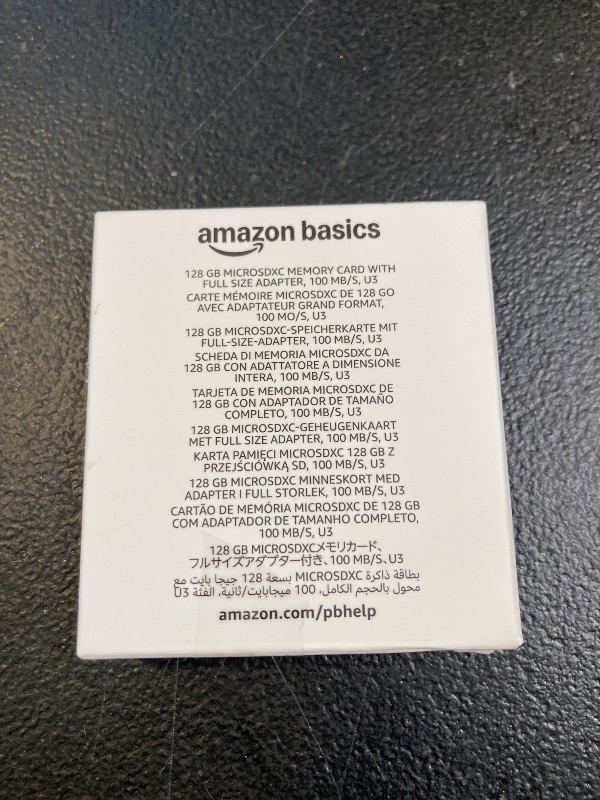 amazon basics
128 GB MICROSDXC MEMORY CARD WITH
FULL SIZE ADAPTER, 100 MB/S, U3
CARTE MÉMOIRE MICROSDXC DE 128 GO
AVEC ADAPTATEUR GRAND FORMAT,
100 MO/S, U3
128 GB MICROSDXC-SPEICHERKARTE MIT
FULL-SIZE-ADAPTER, 100 MB/S, U3
SCHEDA DI MEMORIA MICROSDXC DA
128 GB CON ADATTATORE A DIMENSIONE
INTERA, 100 MB/S, U3
TARJETA DE MEMORIA MICROSDXC DE
128 GB CON ADAPTADOR DE TAMAÑO
COMPLETO, 100 MB/S, U3
128 GB MICROSDXC-GEHEUGENKAART
MET FULL SIZE ADAPTER, 100 MB/S, U3
KARTA PAMIĘCI MICROSDXC 128 GB Z
PRZEJŚCIÓWKĄ SD, 100 MB/S, U3
128 GB MICROSDXC MINNESKORT MED
ADAPTER I FULL STORLEK, 100 MB/S, U3
CARTÃO DE MEMÓRIA MICROSDXC DE 128 GB
COM ADAPTADOR DE TAMANHO COMPLETO,
100 MB/S, U3
128 GB MICROSDXCメモリカード、
フルサイズアダプター付き、100 MB/S、U3
بطاقة ذاكرة MICROSDXC بسعة 128 جيجا بايت مع
محول بالحجم الكامل، 100 ميجابايت/ثانية، الفئة U3
amazon.com/pbhelp